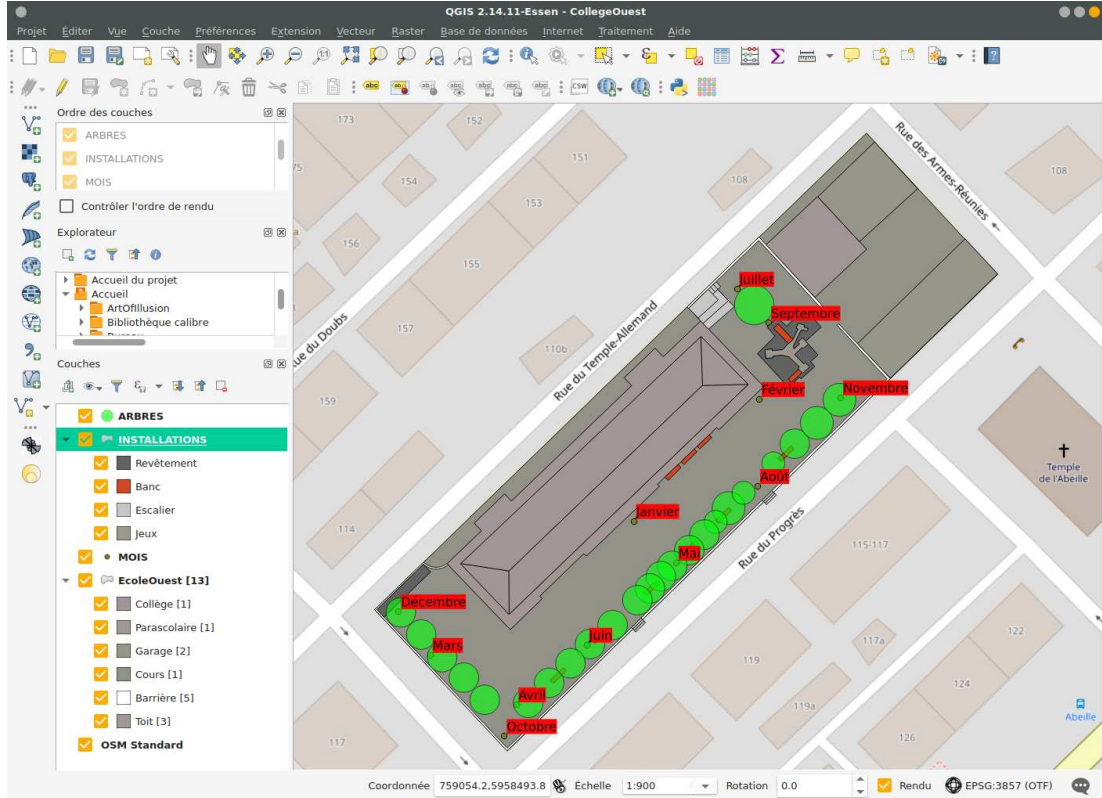 QGIS 2.14.11-Essen - CollegeOuest
Projet Éditer Vue Couche Préférences Extension Vecteur Raster Base de données Internet Traitement Aide
abc abc CSW
Ordre des couches
ARBRES
INSTALLATIONS
MOIS
Contrôler l'ordre de rendu
Explorateur
Accueil du projet
Accueil
ArtOfIllusion
Bibliothèque calibre
Couches
ARBRES
INSTALLATIONS
Revêtement
Banc
Escalier
Jeux
MOIS
EcoleOuest [13]
Collège [1]
Parascolaire [1]
Garage [2]
Cours [1]
Barrière [5]
Toit [3]
OSM Standard
173
152
151
75
154
153
108
Rue des Armes-Réunies
108
156
155
Juillet
Septembre
157
Rue du Temple-Allemand
ue du Doubs
110b
159
Février
Novembre
Temple
de l'Abeille
Août
Janvier
114
Mai
Rue du Progrès
115-117
Décembre
Mars
Juin
117a
122
119
124
Avril
119a
Abeille
Octobre
117
126
Coordonnée 759054.2,5958493.8 Échelle 1:900 Rotation 0.0 Rendu EPSG:3857 (OTF)